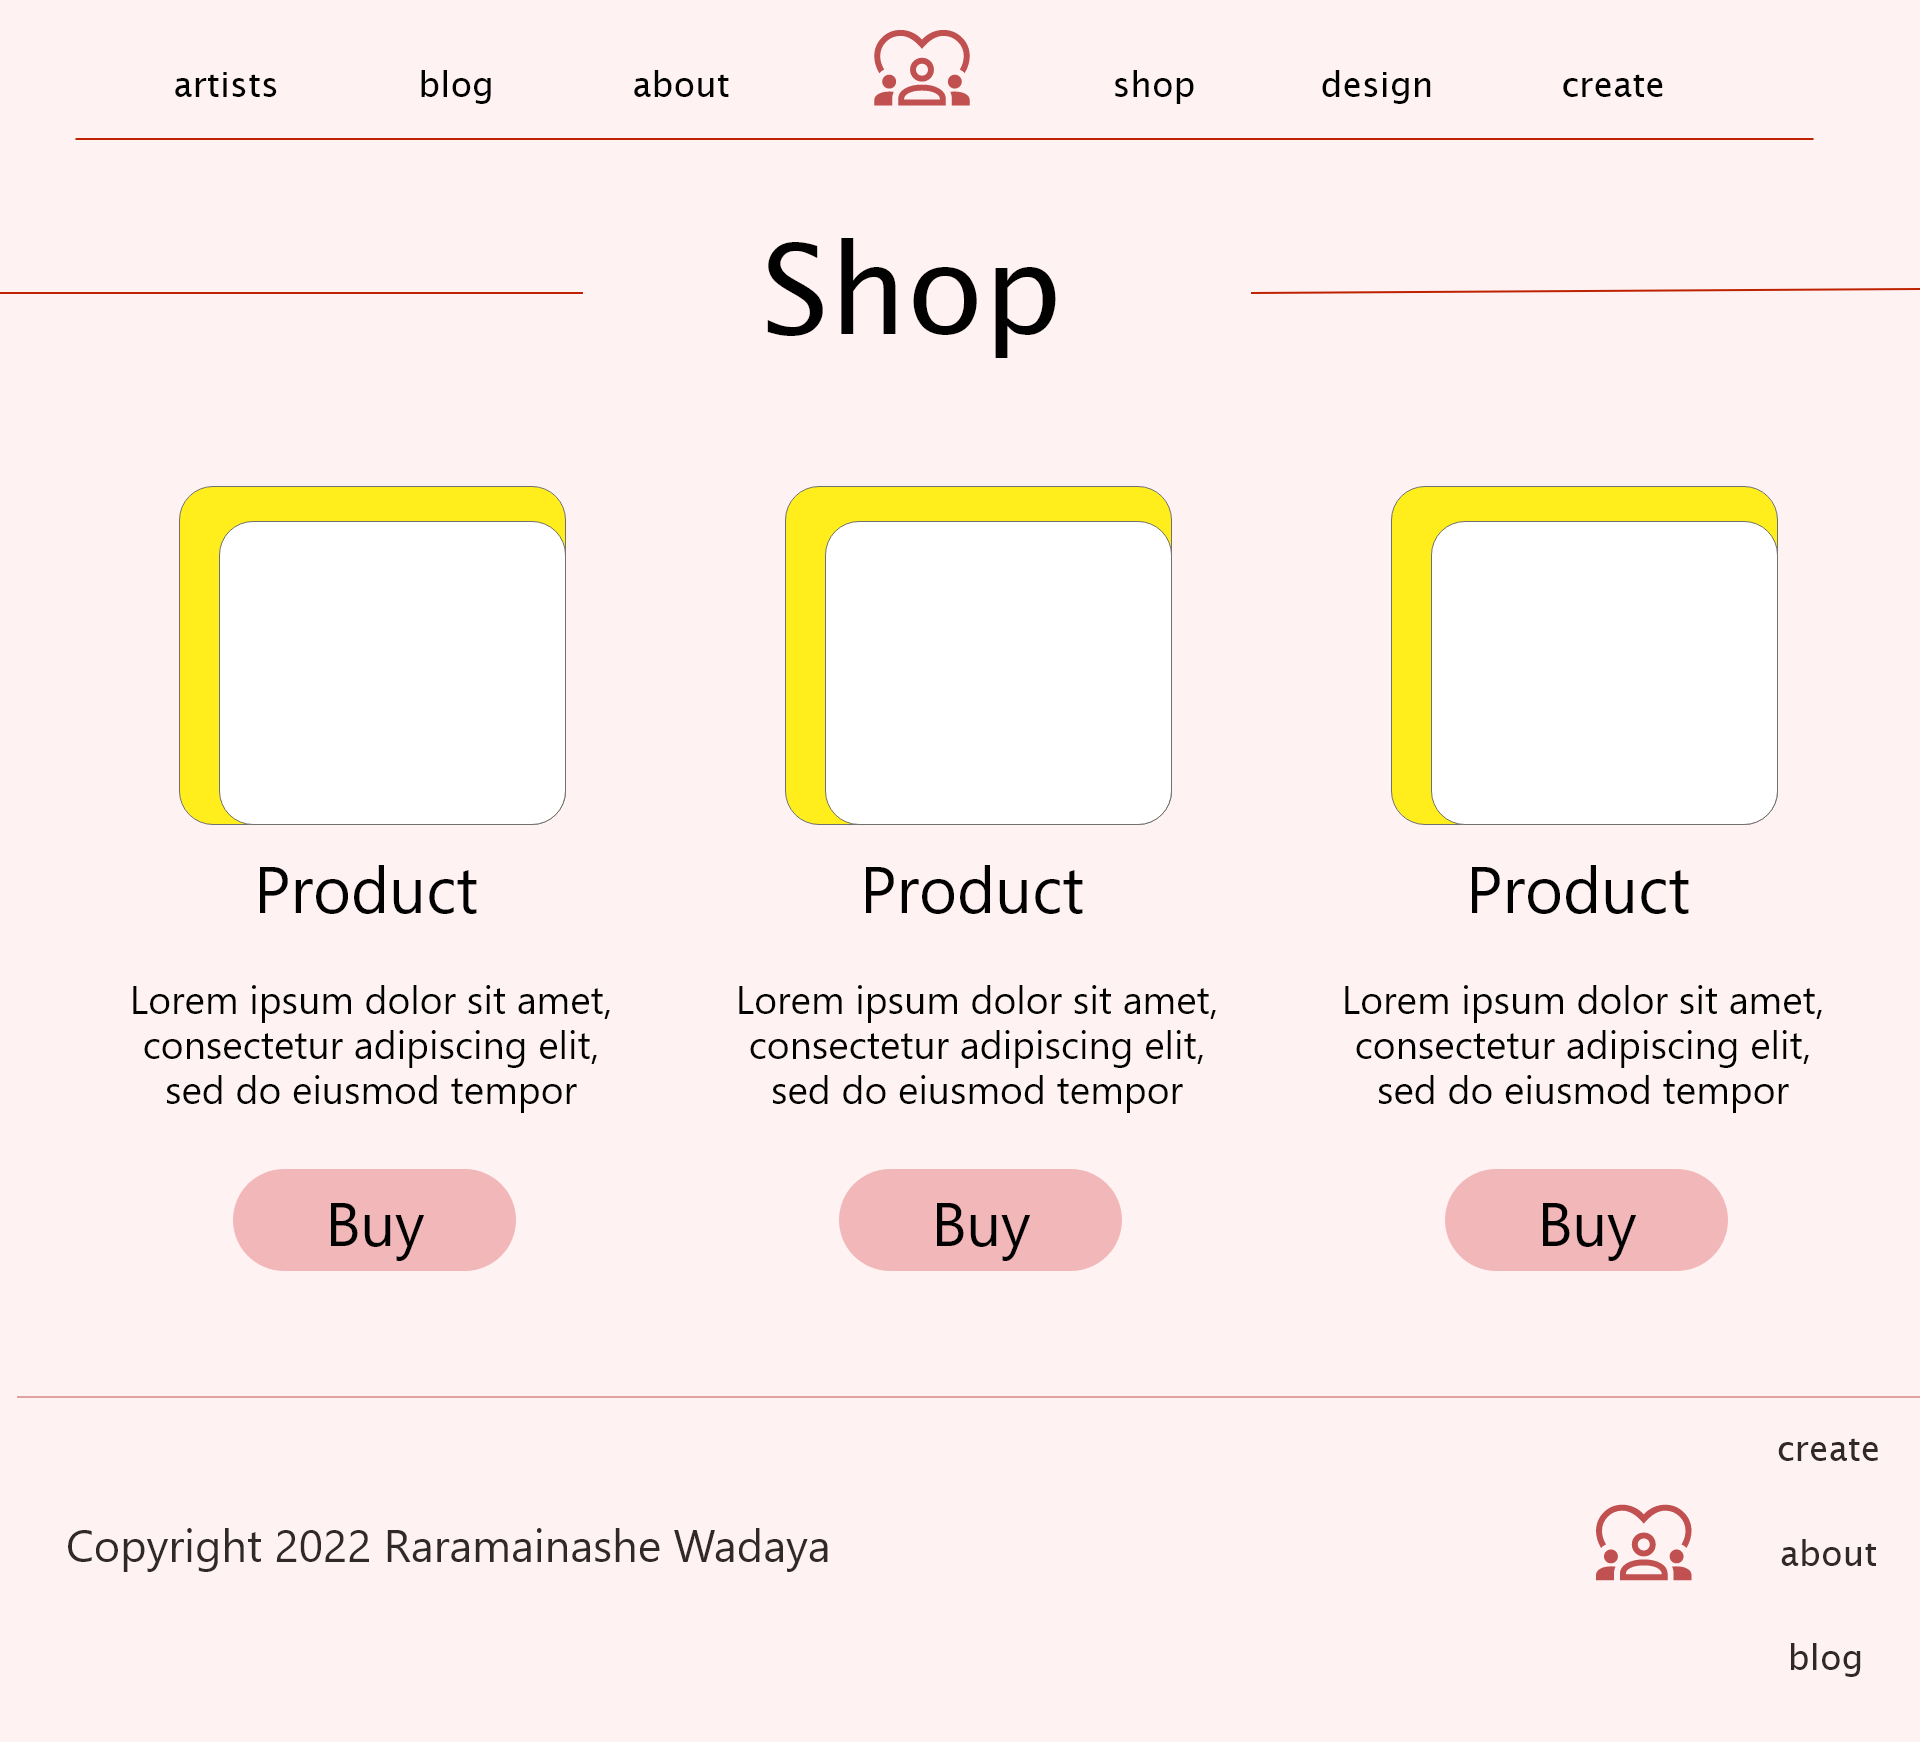 artists blog about shop design create
Shop
Product
Lorem ipsum dolor sit amet,
consectetur adipiscing elit,
sed do eiusmod tempor
Buy
Product
Lorem ipsum dolor sit amet,
consectetur adipiscing elit,
sed do eiusmod tempor
Buy
Product
Lorem ipsum dolor sit amet,
consectetur adipiscing elit,
sed do eiusmod tempor
Buy
Copyright 2022 Raramainashe Wadaya
create
about
blog